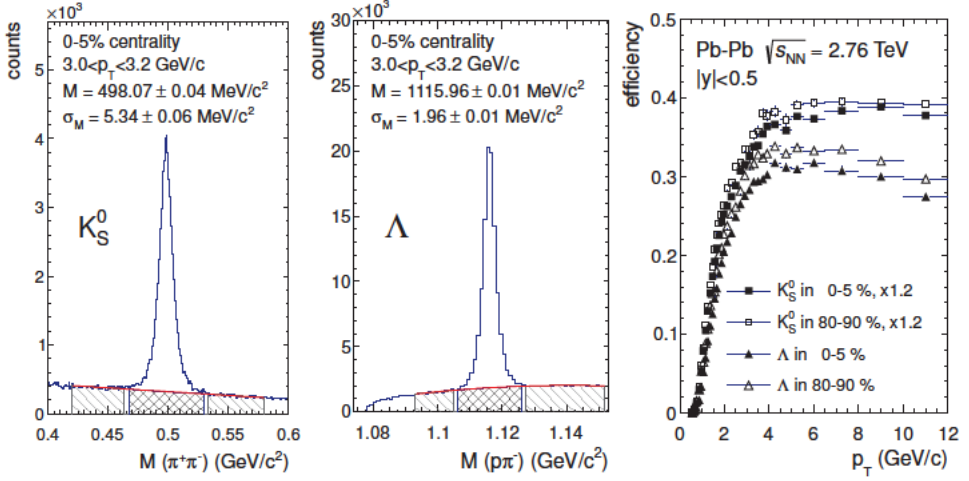 ×10³
counts
5
4
3
2
1
0
0-5% centrality
3.0<p_T<3.2 GeV/c
M = 498.07 ± 0.04 MeV/c²
σ_M = 5.34 ± 0.06 MeV/c²
K⁰_S
0.4 0.5 0.6
M (π⁺π⁻) (GeV/c²)
×10³
counts
30
25
20
15
10
5
0
0-5% centrality
3.0<p_T<3.2 GeV/c
M = 1115.96 ± 0.01 MeV/c²
σ_M = 1.96 ± 0.01 MeV/c²
Λ
1.08 1.1 1.12 1.14
M (pπ⁻) (GeV/c²)
efficiency
0.5
0.4
0.3
0.2
0.1
0
Pb-Pb √s_NN = 2.76 TeV
|y|<0.5
K⁰_S in 0-5 %, x1.2
K⁰_S in 80-90 %, x1.2
Λ in 0-5 %
Λ in 80-90 %
0 2 4 6 8 10 12
p_T (GeV/c)